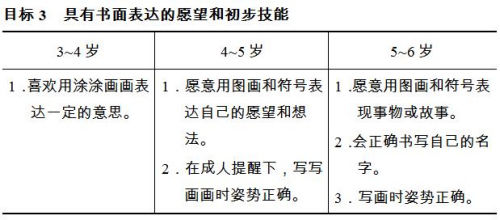 目标 3 具有书面表达的愿望和初步技能
3~4 岁 4~5 岁 5~6 岁
1．喜欢用涂涂画画表
达一定的意思。
1．愿意用图画和符号表
达自己的愿望和想
法。
2．在成人提醒下，写写
画画时姿势正确。
1．愿意用图画和符号表
现事物或故事。
2．会正确书写自己的名
字。
3．写画时姿势正确。